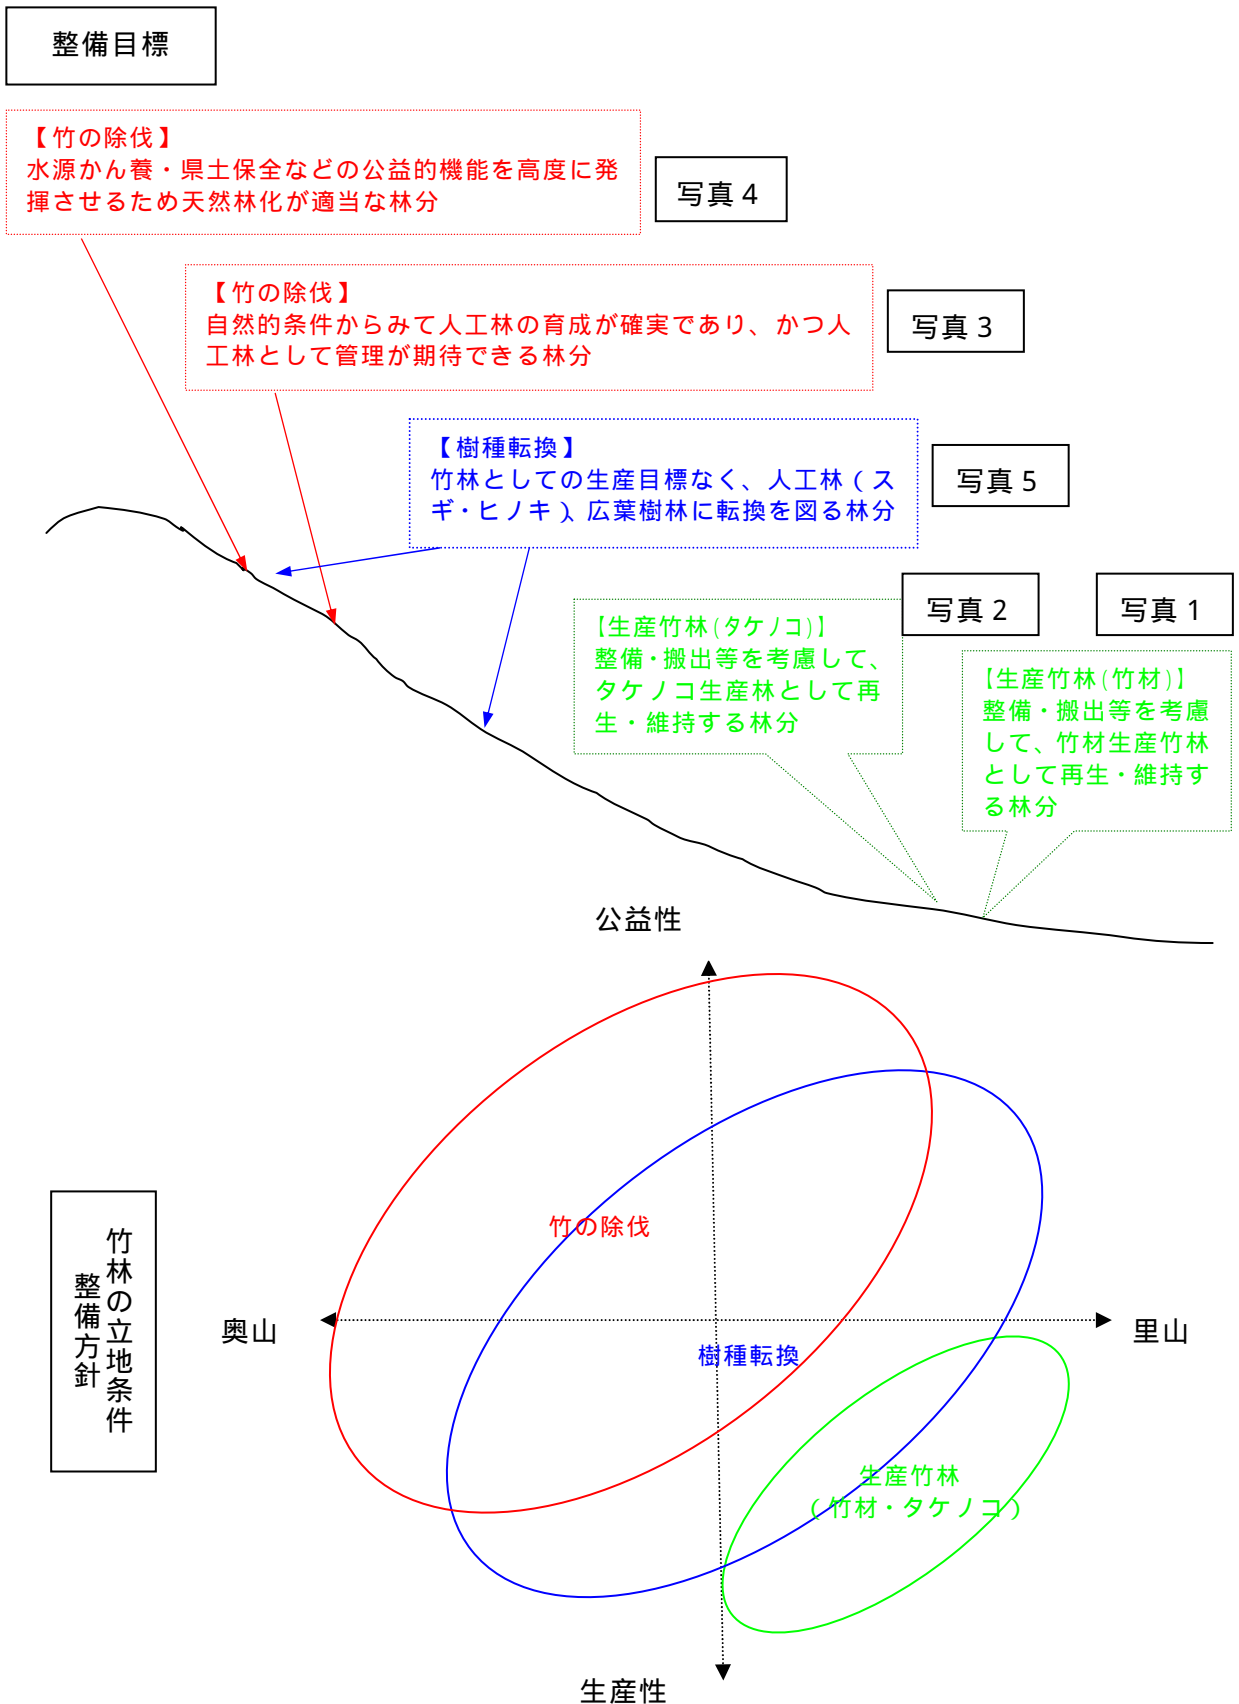 整備目標
【竹の除伐】
水源かん養・県土保全などの公益的機能を高度に発
揮させるため天然林化が適当な林分
写真４
【竹の除伐】
自然的条件からみて人工林の育成が確実であり、かつ人
工林として管理が期待できる林分
写真３
【樹種転換】
竹林としての生産目標なく、人工林（ス
ギ・ヒノキ）、広葉樹林に転換を図る林分
写真５
写真２
【生産竹林(タケノコ)】
整備・搬出等を考慮して、
タケノコ生産林として再
生・維持する林分
写真１
【生産竹林(竹材)】
整備・搬出等を考慮
して、竹材生産竹林
として再生・維持す
る林分
公益性
竹の除伐
竹林の立地条件
整備方針
奥山
里山
樹種転換
生産竹林
（竹材・タケノコ）
生産性